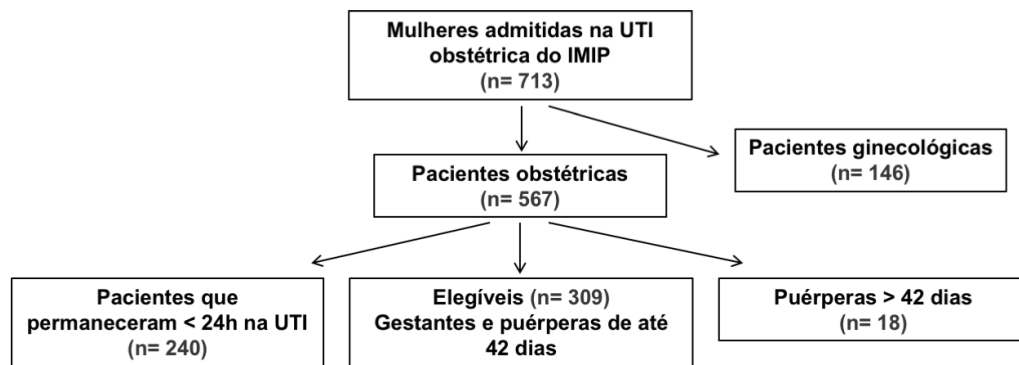 Mulheres admitidas na UTI
obstétrica do IMIP
(n= 713)
Pacientes ginecológicas
(n= 146)
Pacientes obstétricas
(n= 567)
Pacientes que
permaneceram < 24h na UTI
(n= 240)
Elegíveis (n= 309)
Gestantes e puérperas de até
42 dias
Puérperas > 42 dias
(n= 18)